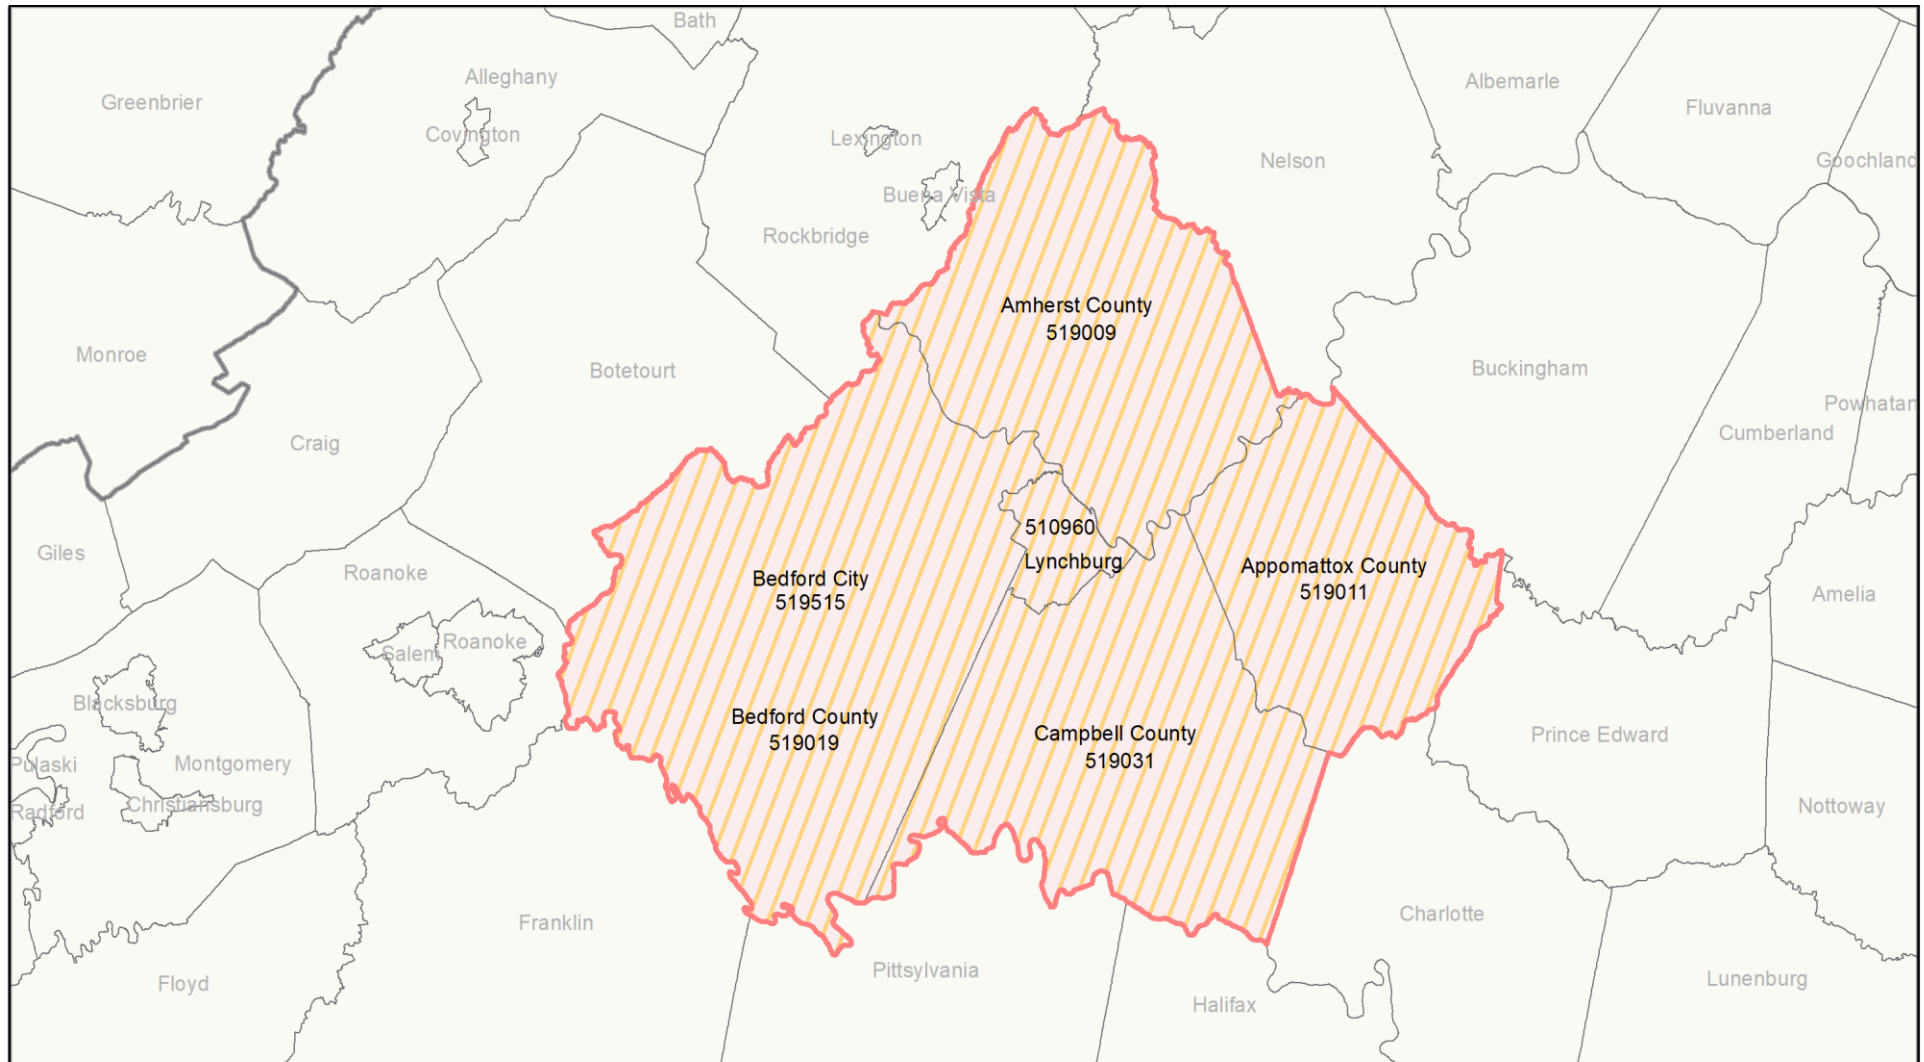 Bath
Alleghany
Greenbrier
Albemarle
Fluvanna
Covington
Lexington
Nelson
Goochland
Buena Vista
Rockbridge
Amherst County
519009
Monroe
Botetourt
Buckingham
Powhatan
Craig
Cumberland
510960
Giles
Lynchburg
Appomattox County
519011
Roanoke
Bedford City
519515
Amelia
Roanoke
Salem
Blacksburg
Bedford County
519019
Campbell County
519031
Prince Edward
Pulaski
Montgomery
Christiansburg
Radford
Nottoway
Charlotte
Franklin
Pittsylvania
Floyd
Lunenburg
Halifax